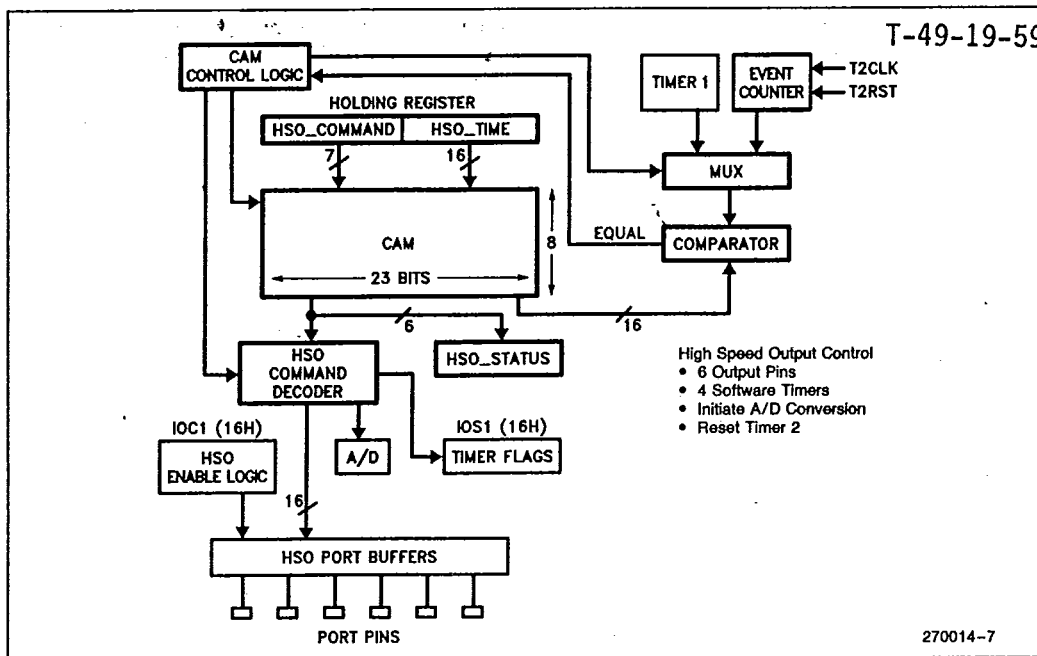 T-49-19-59
CAM
CONTROL LOGIC
TIMER 1
EVENT
COUNTER
T2CLK
T2RST
HOLDING REGISTER
HSO_COMMAND
HSO_TIME
7
16
MUX
CAM
8
EQUAL
COMPARATOR
23 BITS
6
16
HSO
COMMAND
DECODER
HSO_STATUS
High Speed Output Control
• 6 Output Pins
• 4 Software Timers
• Initiate A/D Conversion
• Reset Timer 2
IOC1 (16H)
IOS1 (16H)
HSO
ENABLE LOGIC
A/D
TIMER FLAGS
16
HSO PORT BUFFERS
PORT PINS
270014-7